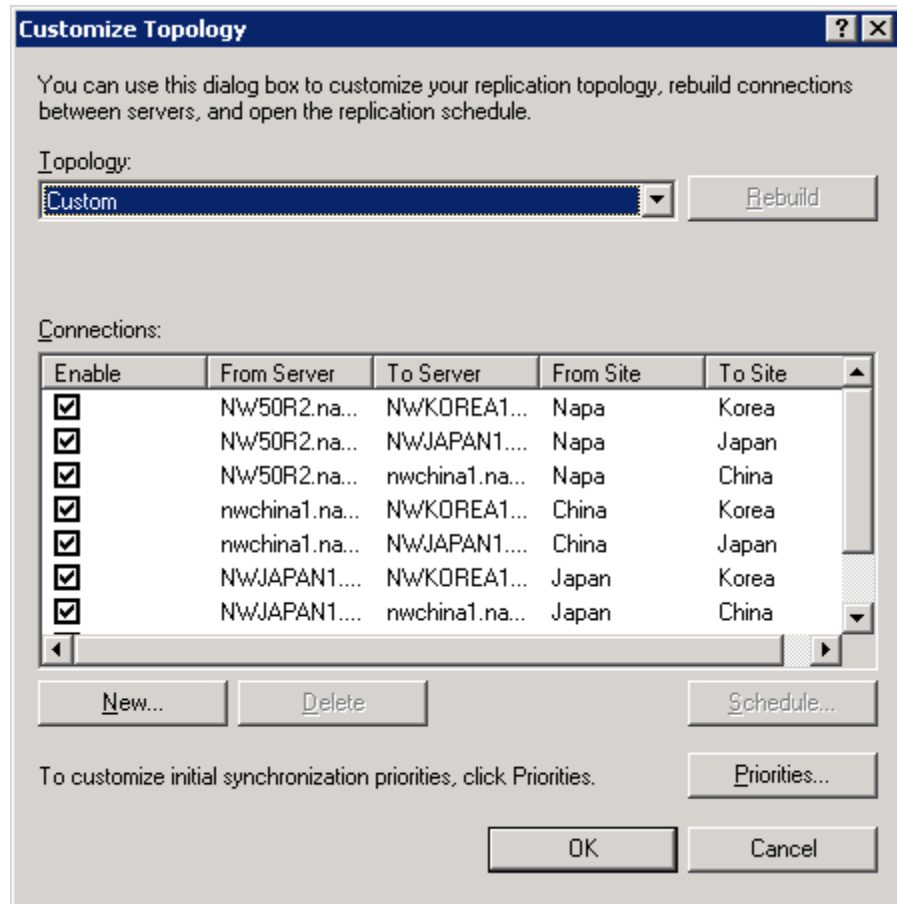 Customize Topology
You can use this dialog box to customize your replication topology, rebuild connections
between servers, and open the replication schedule.
Topology:
Custom
Rebuild
Connections:
Enable From Server To Server From Site To Site
NW50R2.na... NWKOREA1... Napa Korea
NW50R2.na... NWJAPAN1.... Napa Japan
NW50R2.na... nwchina1.na... Napa China
nwchina1.na... NWKOREA1... China Korea
nwchina1.na... NWJAPAN1.... China Japan
NWJAPAN1.... NWKOREA1... Japan Korea
NWJAPAN1.... nwchina1.na... Japan China
New... Delete Schedule...
To customize initial synchronization priorities, click Priorities. Priorities...
OK Cancel